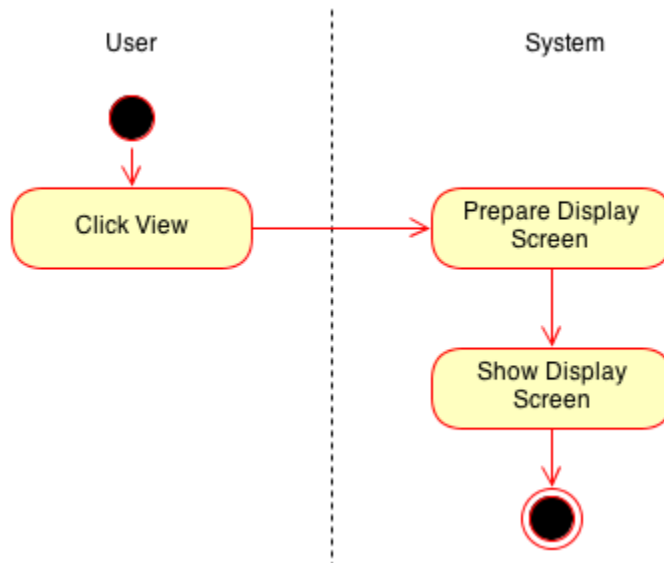 User
System
Click View
Prepare Display
Screen
Show Display
Screen